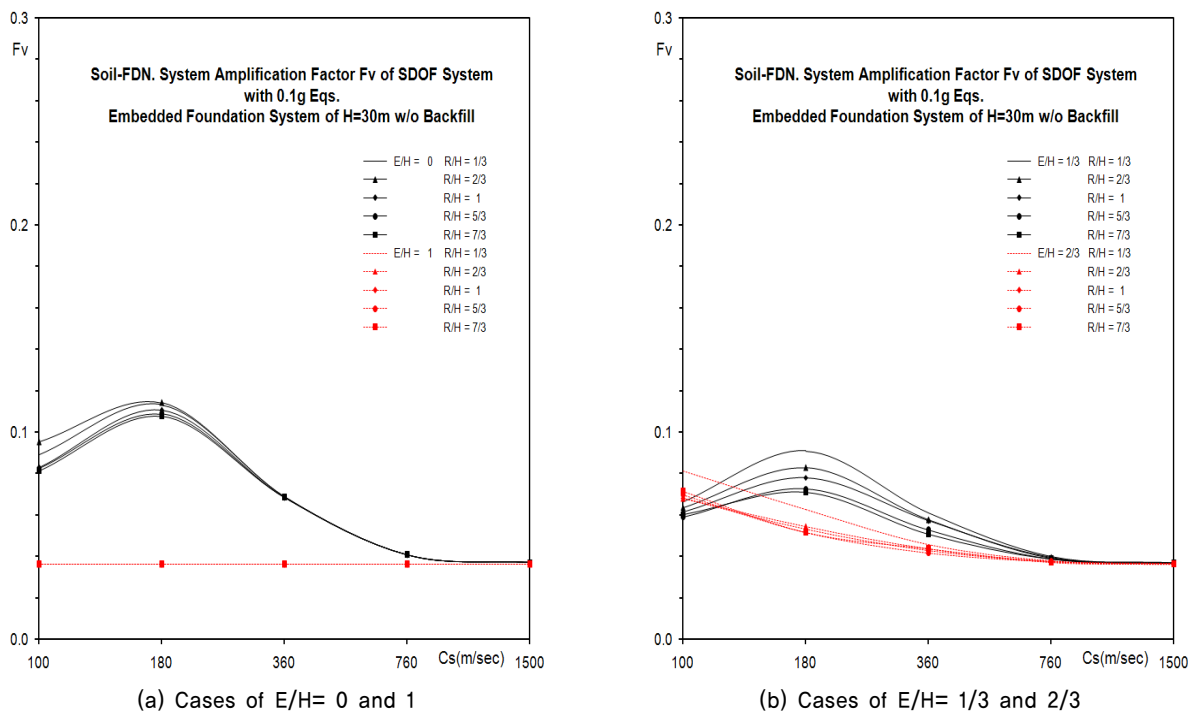 0.3
Fv
Soil-FDN. System Amplification Factor Fv of SDOF System
with 0.1g Eqs.
Embedded Foundation System of H=30m w/o Backfill
E/H = 0 R/H = 1/3
R/H = 2/3
R/H = 1
R/H = 5/3
R/H = 7/3
E/H = 1 R/H = 1/3
R/H = 2/3
R/H = 1
R/H = 5/3
R/H = 7/3
0.2
0.1
0.0
100 180 360 760 Cs(m/sec) 1500
(a) Cases of E/H= 0 and 1
0.3
Fv
Soil-FDN. System Amplification Factor Fv of SDOF System
with 0.1g Eqs.
Embedded Foundation System of H=30m w/o Backfill
E/H = 1/3 R/H = 1/3
R/H = 2/3
R/H = 1
R/H = 5/3
R/H = 7/3
E/H = 2/3 R/H = 1/3
R/H = 2/3
R/H = 1
R/H = 5/3
R/H = 7/3
0.2
0.1
0.0
100 180 360 760 Cs(m/sec) 1500
(b) Cases of E/H= 1/3 and 2/3